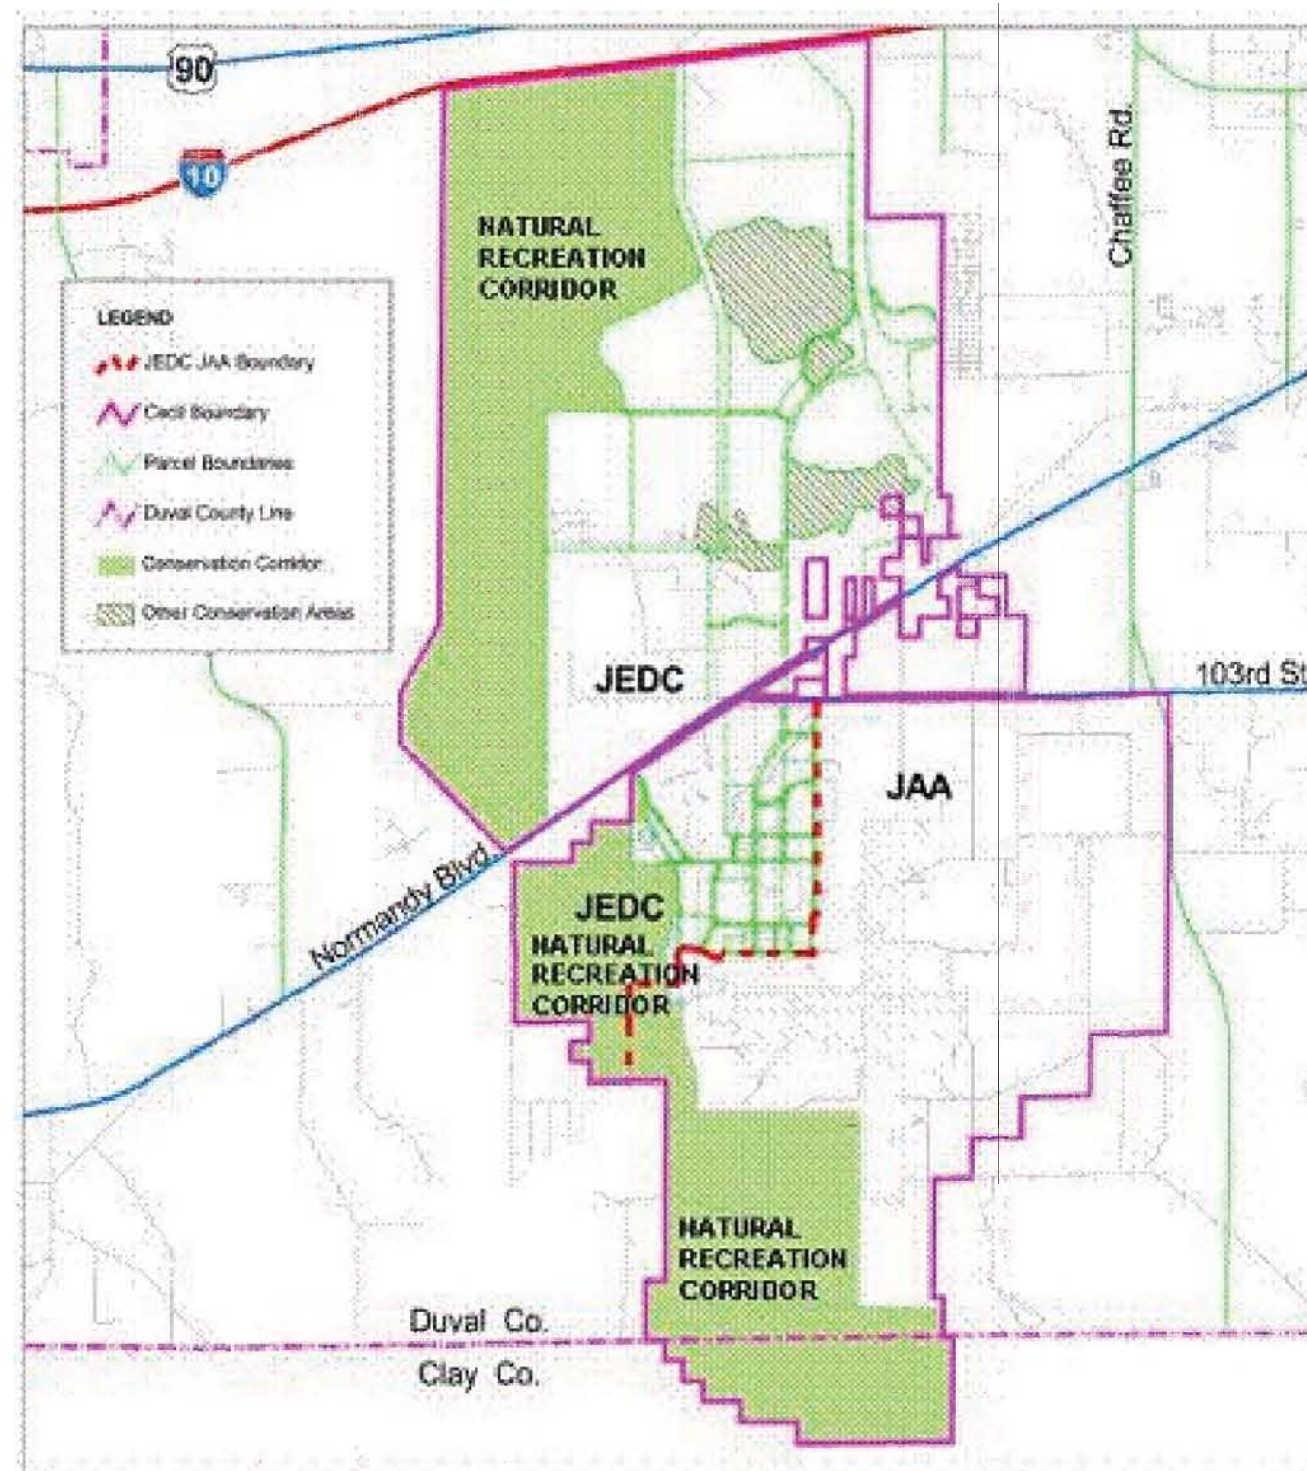 90
10
Chaffee Rd.
NATURAL
RECREATION
CORRIDOR
LEGEND
JEDC JAA Boundary
Cecil Boundary
Parcel Boundaries
Duval County Line
Conservation Corridor
Other Conservation Areas
JEDC
103rd St
JAA
Normandy Blvd.
JEDC
NATURAL
RECREATION
CORRIDOR
NATURAL
RECREATION
CORRIDOR
Duval Co.
Clay Co.